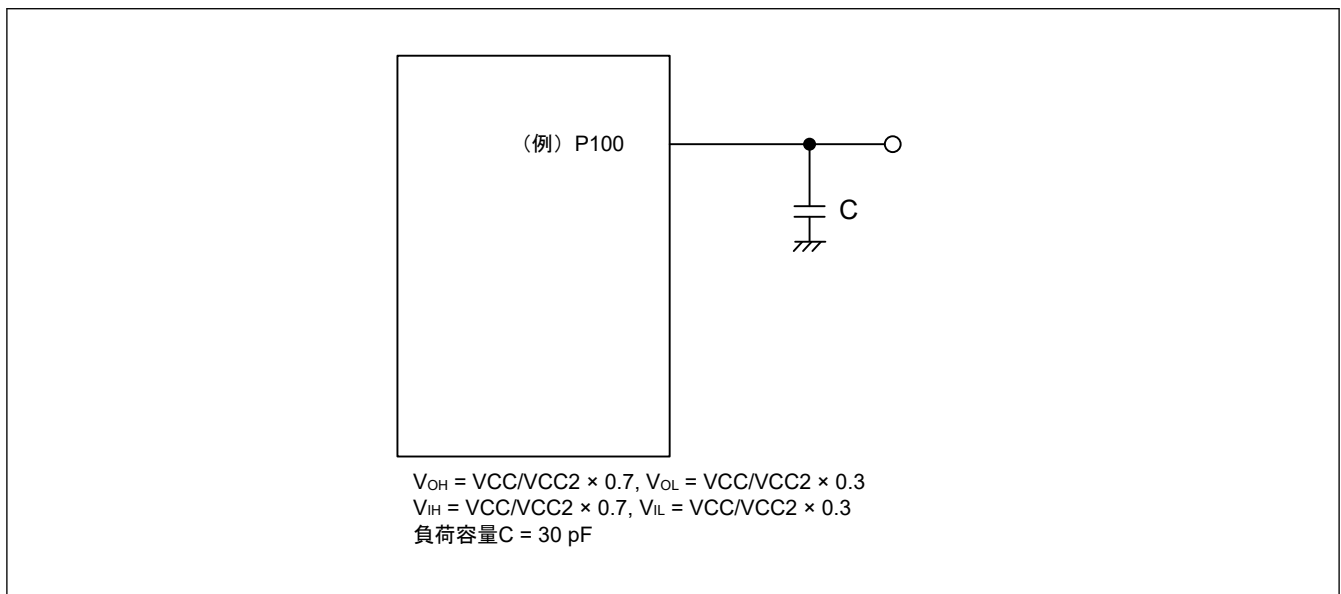 （例）P100
C
VOH = VCC/VCC2 × 0.7, VOL = VCC/VCC2 × 0.3
VIH = VCC/VCC2 × 0.7, VIL = VCC/VCC2 × 0.3
負荷容量C = 30 pF